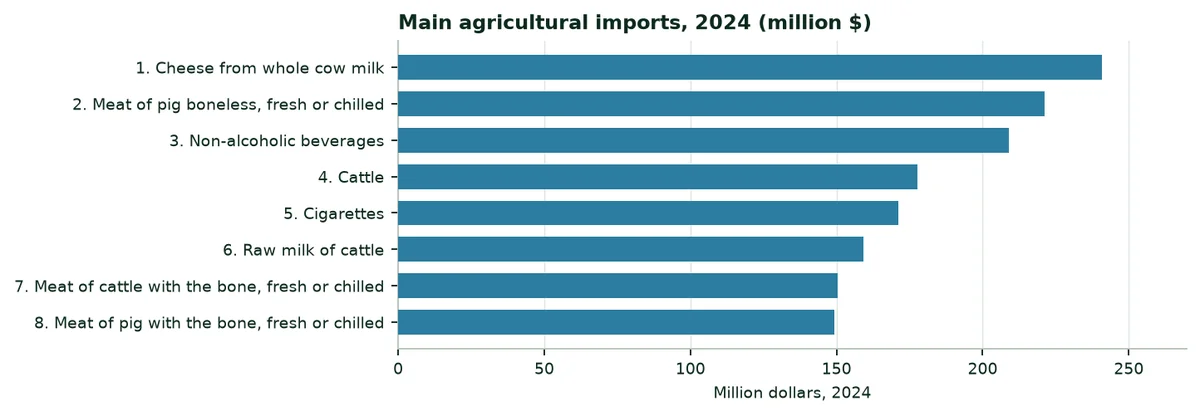 Main agricultural imports, 2024 (million $)
1. Cheese from whole cow milk
2. Meat of pig boneless, fresh or chilled
3. Non-alcoholic beverages
4. Cattle
5. Cigarettes
6. Raw milk of cattle
7. Meat of cattle with the bone, fresh or chilled
8. Meat of pig with the bone, fresh or chilled
0 50 100 150 200 250
Million dollars, 2024